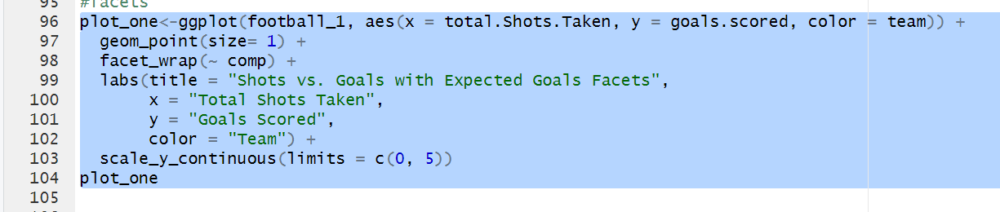 95 #facets
96 plot_one<-ggplot(football_1, aes(x = total.Shots.Taken, y = goals.scored, color = team)) +
97   geom_point(size= 1) +
98   facet_wrap(~ comp) +
99   labs(title = "Shots vs. Goals with Expected Goals Facets",
100        x = "Total Shots Taken",
101        y = "Goals Scored",
102        color = "Team") +
103   scale_y_continuous(limits = c(0, 5))
104 plot_one
105